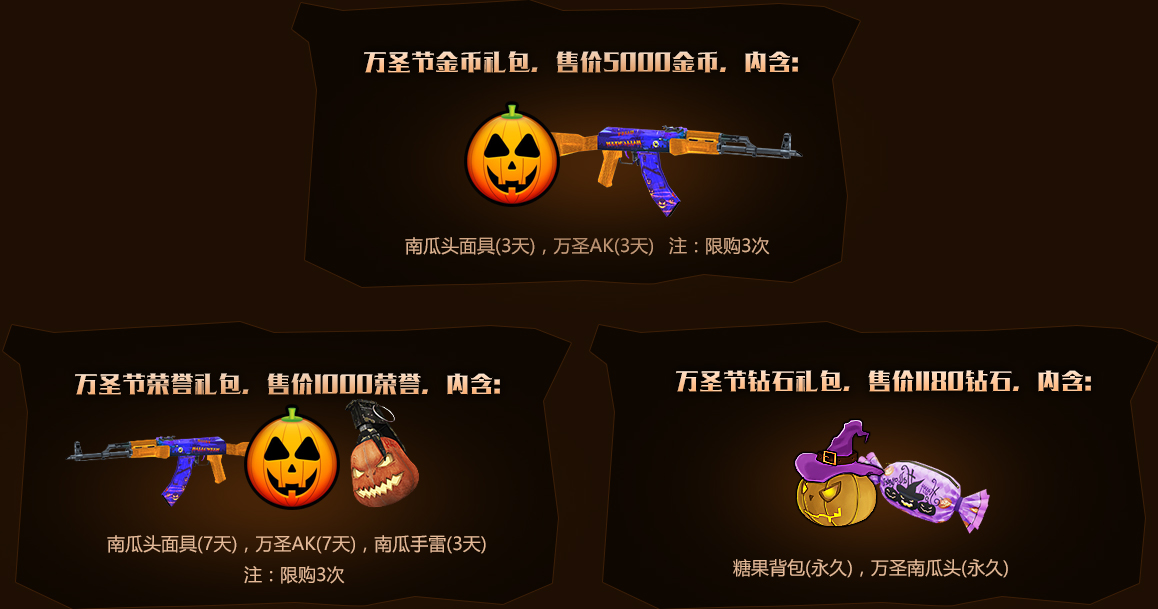 万圣节金币礼包，售价5000金币，内含:
南瓜头面具(3天)，万圣AK(3天) 注：限购3次
万圣节荣誉礼包，售价1000荣誉，内含:
南瓜头面具(7天)，万圣AK(7天)，南瓜手雷(3天)
注：限购3次
万圣节钻石礼包，售价1180钻石，内含:
糖果背包(永久)，万圣南瓜头(永久)